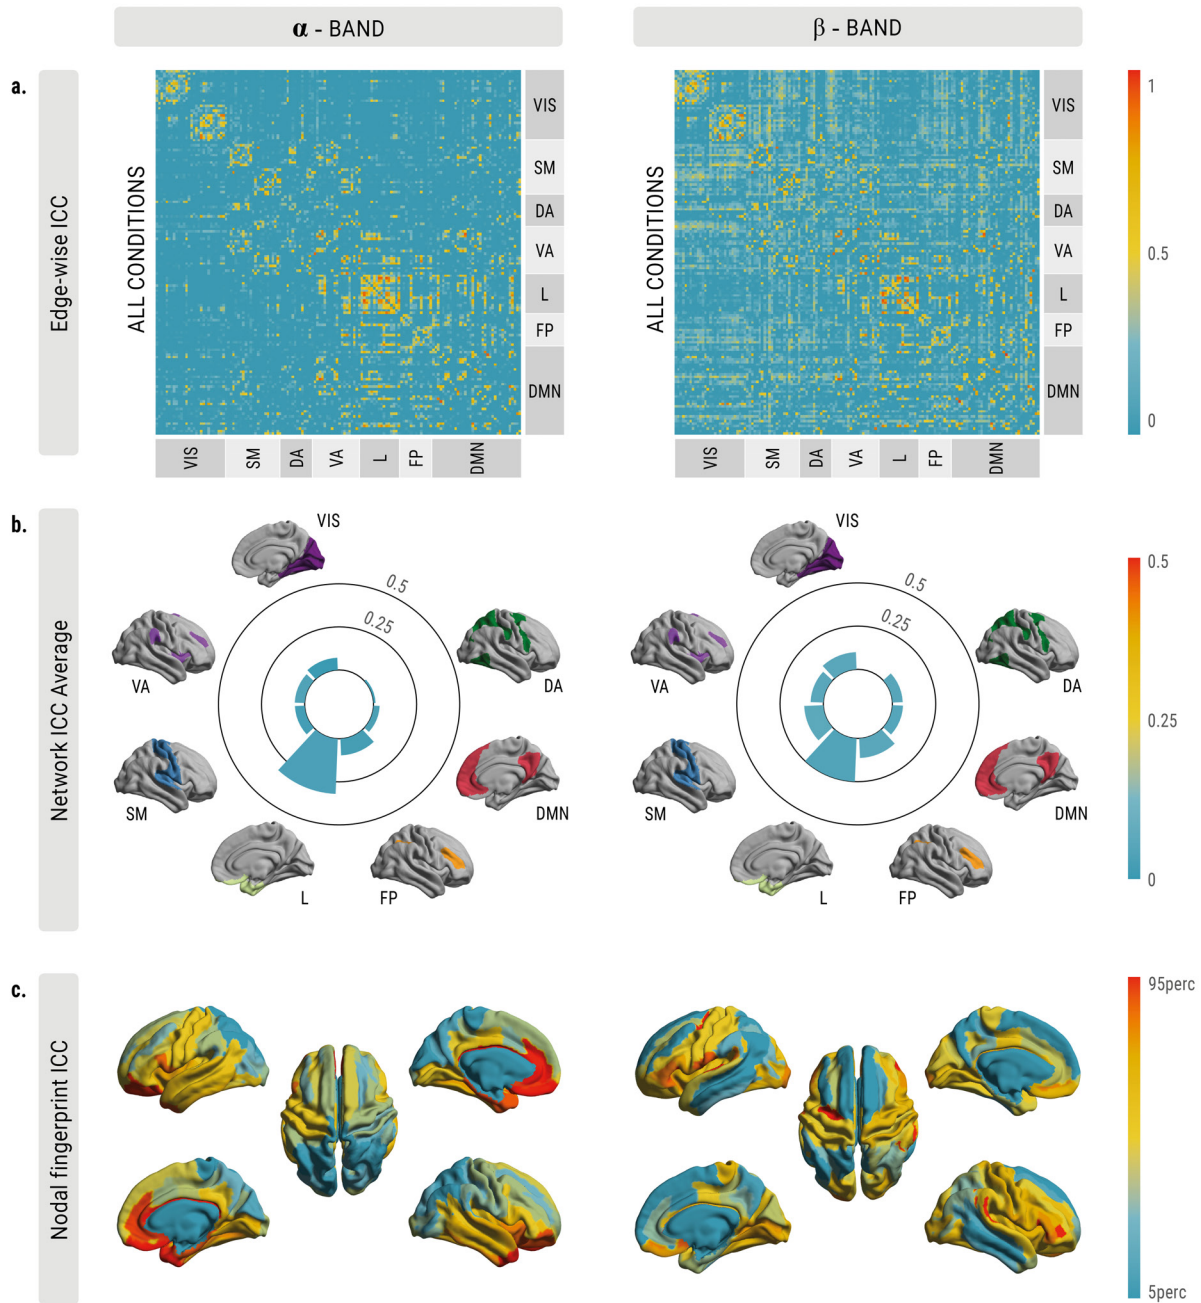 α - BAND
β - BAND
a.
Edge-wise ICC
ALL CONDITIONS
VIS
SM
DA
VA
L
FP
DMN
VIS
SM
DA
VA
L
FP
DMN
ALL CONDITIONS
VIS
SM
DA
VA
L
FP
DMN
VIS
SM
DA
VA
L
FP
DMN
1
0.5
0
b.
Network ICC Average
VIS
0.5
0.25
VA
DA
SM
DMN
L
FP
VIS
0.5
0.25
VA
DA
SM
DMN
L
FP
0.5
0.25
0
c.
Nodal fingerprint ICC
95perc
5perc